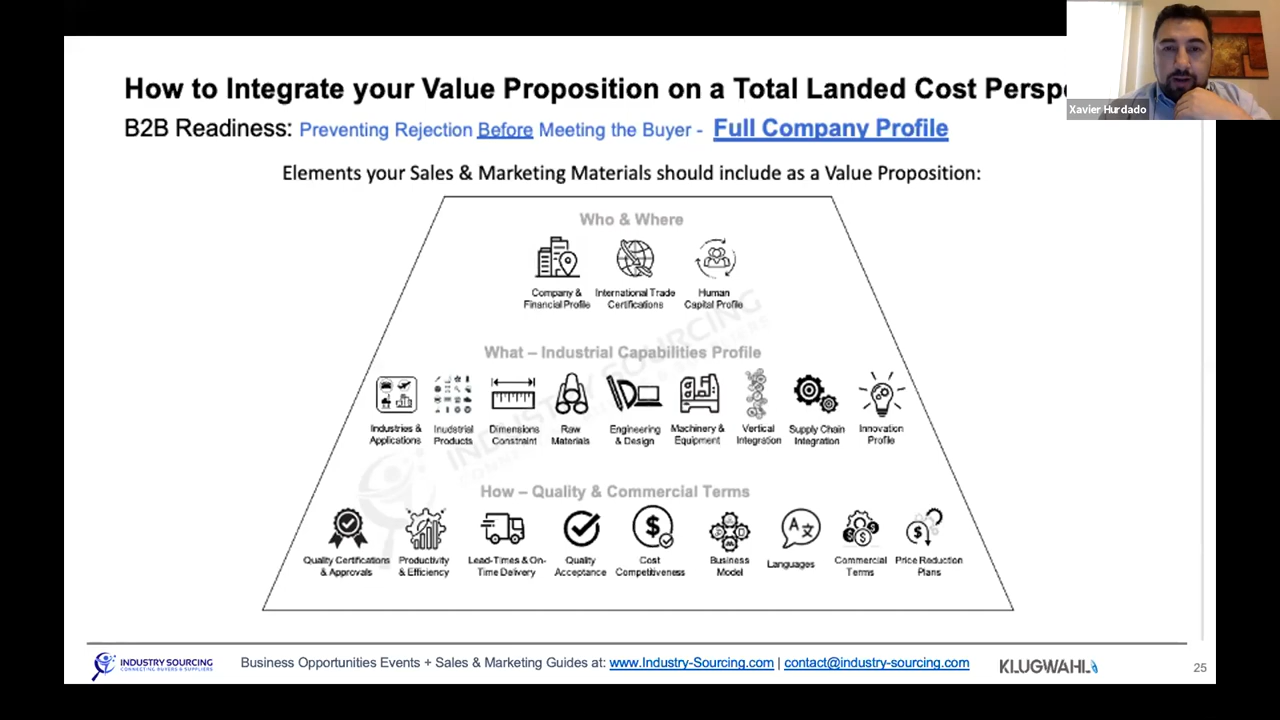 How to Integrate your Value Proposition on a Total Landed Cost Persp
Xavier Hurdado
B2B Readiness: Preventing Rejection Before Meeting the Buyer - Full Company Profile
Elements your Sales & Marketing Materials should include as a Value Proposition:
Who & Where
Company & Financial Profile
International Trade Certifications
Human Capital Profile
What – Industrial Capabilities Profile
Industries & Applications
Inudstrial Products
Dimensions Constraint
Raw Materials
Engineering & Design
Machinery & Equipment
Vertical Integration
Supply Chain Integration
Innovation Profile
How – Quality & Commercial Terms
Quality Certifications & Approvals
Productivity & Efficiency
Lead-Times & On-Time Delivery
Quality Acceptance
Cost Competitiveness
Business Model
Languages
Commercial Terms
Price Reduction Plans
INDUSTRY SOURCING
INDUSTRY SOURCING
CONNECTING BUYERS & SUPPLIERS
Business Opportunities Events + Sales & Marketing Guides at: www.Industry-Sourcing.com | contact@industry-sourcing.com
KLUGWAHL
25